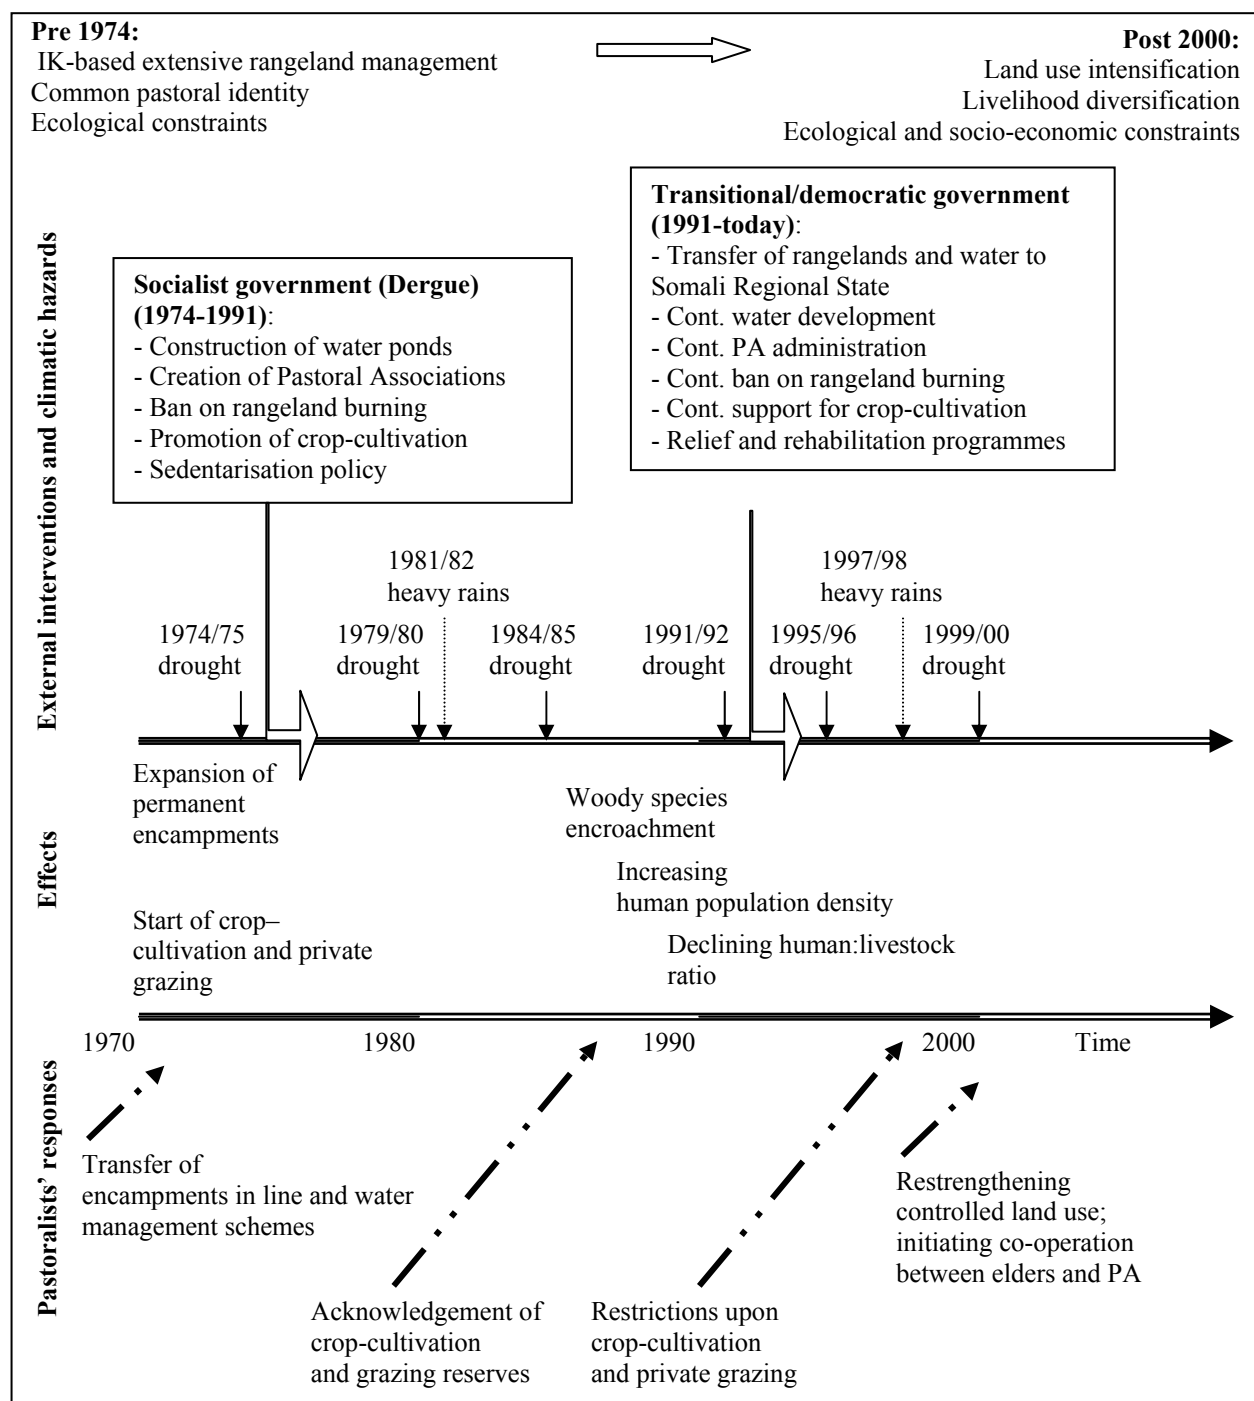 Pre 1974:
IK-based extensive rangeland management
Common pastoral identity
Ecological constraints
Post 2000:
Land use intensification
Livelihood diversification
Ecological and socio-economic constraints
External interventions and climatic hazards
Socialist government (Dergue)
(1974-1991):
- Construction of water ponds
- Creation of Pastoral Associations
- Ban on rangeland burning
- Promotion of crop-cultivation
- Sedentarisation policy
Transitional/democratic government
(1991-today):
- Transfer of rangelands and water to
Somali Regional State
- Cont. water development
- Cont. PA administration
- Cont. ban on rangeland burning
- Cont. support for crop-cultivation
- Relief and rehabilitation programmes
1974/75
drought
1979/80
drought
1981/82
heavy rains
1984/85
drought
1991/92
drought
1995/96
drought
1997/98
heavy rains
1999/00
drought
Effects
Expansion of
permanent
encampments
Start of crop–
cultivation and private
grazing
Woody species
encroachment
Increasing
human population density
Declining human:livestock
ratio
1970
1980
1990
2000
Time
Pastoralists’ responses
Transfer of
encampments in line and water
management schemes
Acknowledgement of
crop-cultivation
and grazing reserves
Restrictions upon
crop-cultivation
and private grazing
Restrengthening
controlled land use;
initiating co-operation
between elders and PA